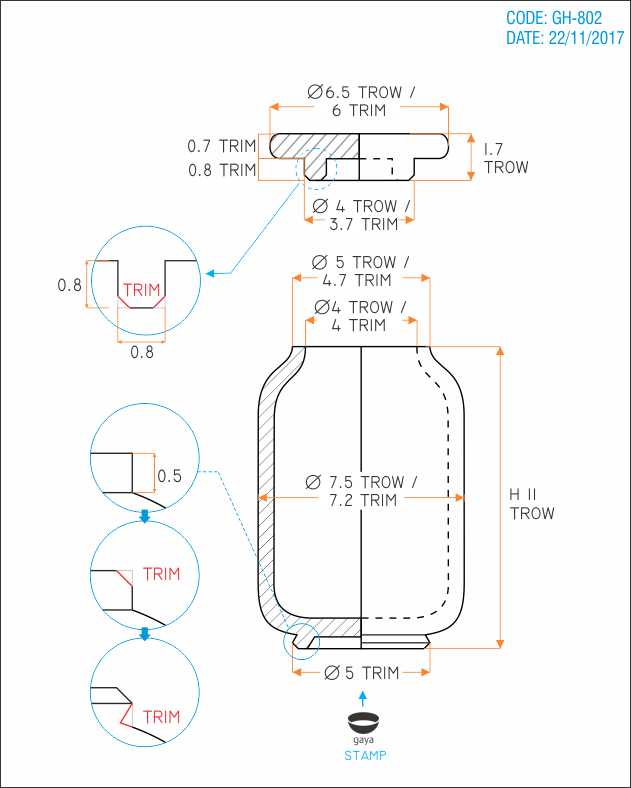 CODE: GH-802
DATE: 22/11/2017
Ø6.5 TROW /
6 TRIM
0.7 TRIM
0.8 TRIM
1.7
TROW
Ø 4 TROW /
3.7 TRIM
0.8
TRIM
0.8
Ø 5 TROW /
4.7 TRIM
Ø4 TROW /
4 TRIM
0.5
Ø 7.5 TROW /
7.2 TRIM
H 11
TROW
TRIM
TRIM
Ø 5 TRIM
gaya
STAMP